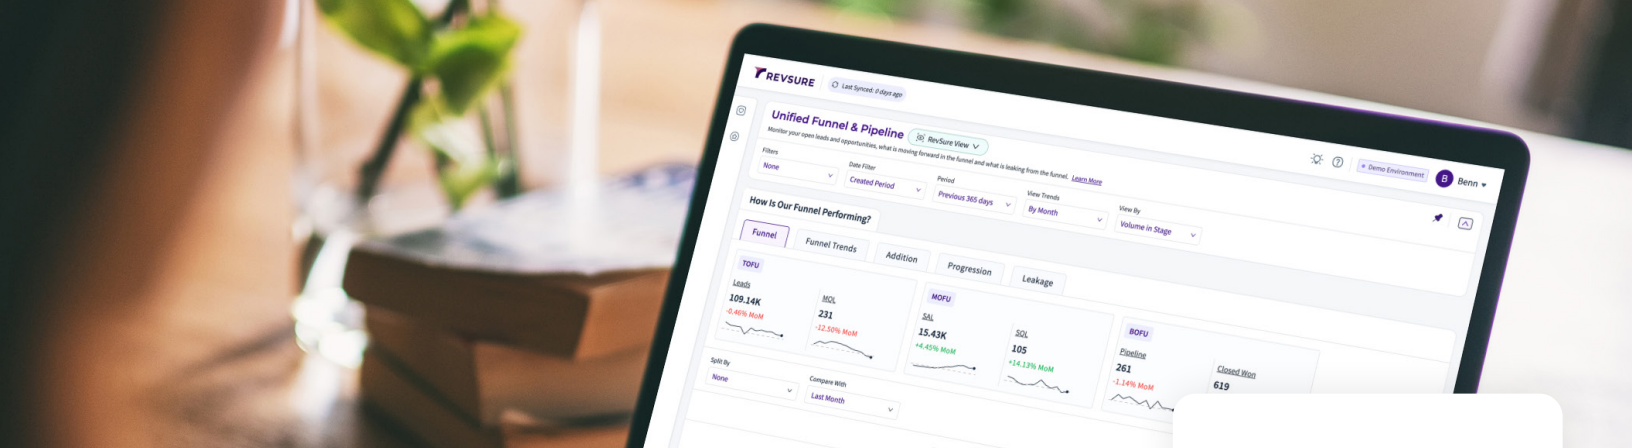 REVSURE Last Synced: 0 days ago
Demo Environment B Benn
Unified Funnel & Pipeline RevSure View
Monitor your open leads and opportunities, what is moving forward in the funnel and what is leaking from the funnel. Learn More
Filters Date Filter Period View Trends View By
None Created Period Previous 365 days By Month Volume in Stage
How Is Our Funnel Performing?
Funnel Funnel Trends Addition Progression Leakage
TOFU
Leads MQL
109.14K 231
-0.46% MoM -12.50% MoM
MOFU
SAL SQL
15.43K 105
+4.45% MoM +14.13% MoM
BOFU
Pipeline Closed Won
261 619
-1.14% MoM
Split By Compare With
None Last Month